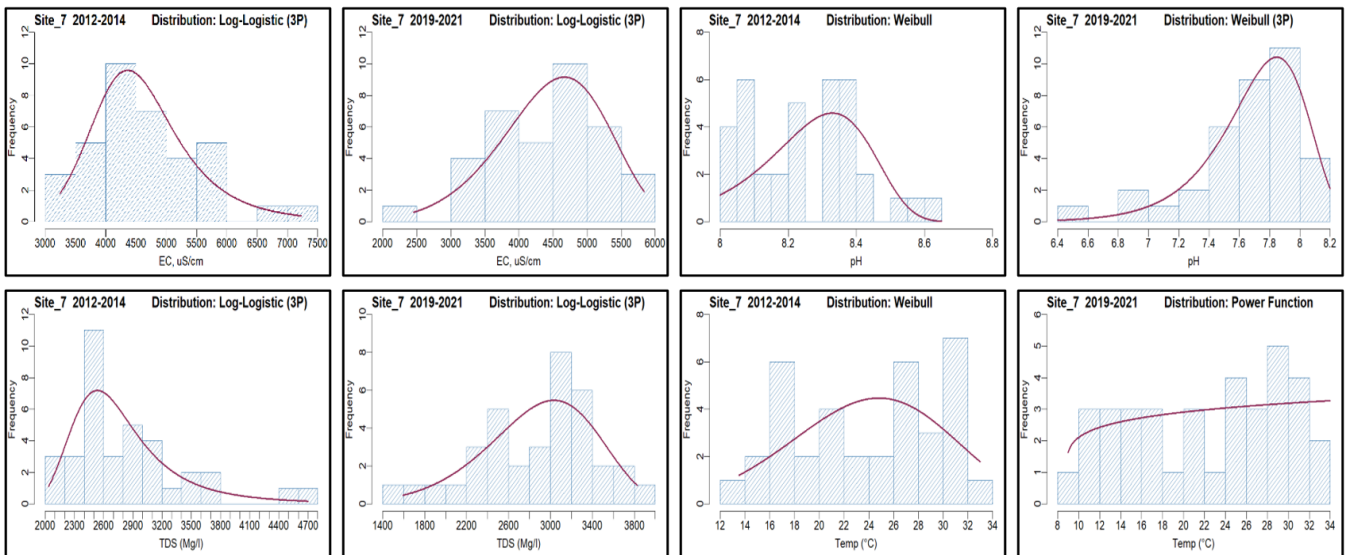 Site_7 2012-2014 Distribution: Log-Logistic (3P)
Frequency
0 2 4 6 8 10 12
3000 3500 4000 4500 5000 5500 6000 6500 7000 7500
EC, uS/cm
Site_7 2019-2021 Distribution: Log-Logistic (3P)
Frequency
0 2 4 6 8 10 12
2000 2500 3000 3500 4000 4500 5000 5500 6000
EC, uS/cm
Site_7 2012-2014 Distribution: Weibull
Frequency
0 2 4 6 8
8 8.2 8.4 8.6 8.8
pH
Site_7 2019-2021 Distribution: Weibull (3P)
Frequency
0 2 4 6 8 10 12
6.4 6.6 6.8 7 7.2 7.4 7.6 7.8 8 8.2
pH
Site_7 2012-2014 Distribution: Log-Logistic (3P)
Frequency
0 2 4 6 8 10 12
2000 2300 2600 2900 3200 3500 3800 4100 4400 4700
TDS (Mg/l)
Site_7 2019-2021 Distribution: Log-Logistic (3P)
Frequency
0 2 4 6 8 10
1400 1800 2200 2600 3000 3400 3800
TDS (Mg/l)
Site_7 2012-2014 Distribution: Weibull
Frequency
0 2 4 6 8
12 14 16 18 20 22 24 26 28 30 32 34
Temp (°C)
Site_7 2019-2021 Distribution: Power Function
Frequency
0 1 2 3 4 5 6
8 10 12 14 16 18 20 22 24 26 28 30 32 34
Temp (°C)